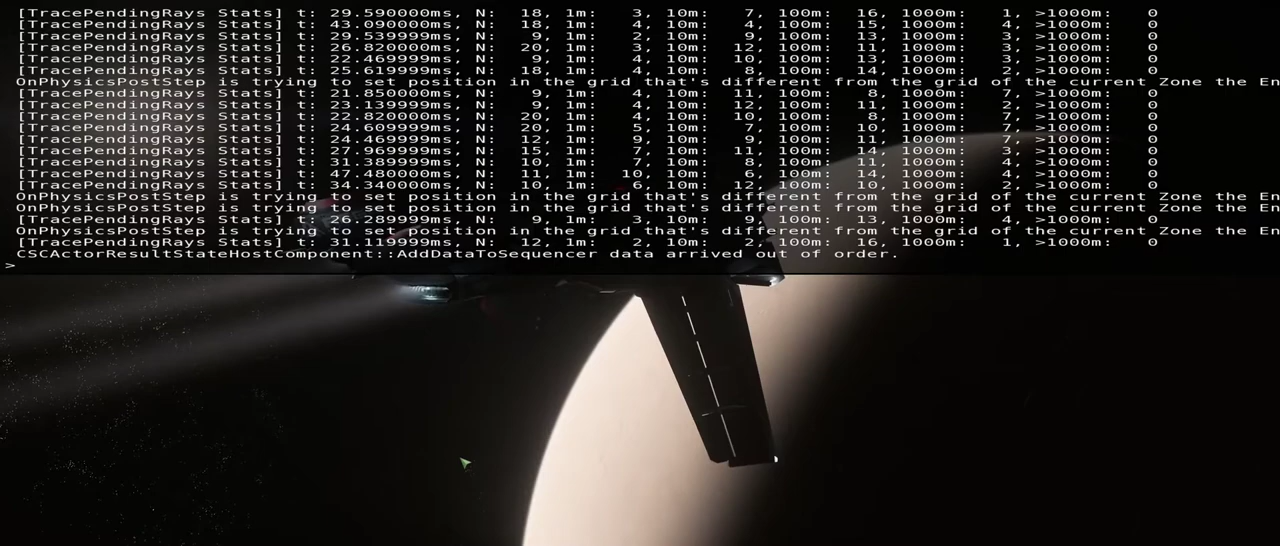 [TracePendingRays Stats] t: 29.590000ms, N: 18, 1m: 3, 10m: 7, 100m: 16, 1000m: 1, >1000m: 0
[TracePendingRays Stats] t: 43.090000ms, N: 18, 1m: 4, 10m: 4, 100m: 15, 1000m: 4, >1000m: 0
[TracePendingRays Stats] t: 29.539999ms, N: 9, 1m: 2, 10m: 9, 100m: 13, 1000m: 3, >1000m: 0
[TracePendingRays Stats] t: 26.820000ms, N: 20, 1m: 3, 10m: 12, 100m: 11, 1000m: 3, >1000m: 0
[TracePendingRays Stats] t: 22.469999ms, N: 9, 1m: 4, 10m: 10, 100m: 13, 1000m: 3, >1000m: 0
[TracePendingRays Stats] t: 25.619999ms, N: 18, 1m: 4, 10m: 8, 100m: 14, 1000m: 2, >1000m: 0
OnPhysicsPostStep is trying to set position in the grid that's different from the grid of the current Zone the En
[TracePendingRays Stats] t: 21.850000ms, N: 9, 1m: 4, 10m: 11, 100m: 8, 1000m: 7, >1000m: 0
[TracePendingRays Stats] t: 23.139999ms, N: 9, 1m: 4, 10m: 12, 100m: 11, 1000m: 2, >1000m: 0
[TracePendingRays Stats] t: 22.820000ms, N: 20, 1m: 4, 10m: 10, 100m: 8, 1000m: 7, >1000m: 0
[TracePendingRays Stats] t: 24.609999ms, N: 20, 1m: 5, 10m: 7, 100m: 10, 1000m: 7, >1000m: 0
[TracePendingRays Stats] t: 24.469999ms, N: 12, 1m: 9, 10m: 9, 100m: 11, 1000m: 1, >1000m: 0
[TracePendingRays Stats] t: 27.969999ms, N: 15, 1m: 7, 10m: 11, 100m: 14, 1000m: 3, >1000m: 0
[TracePendingRays Stats] t: 31.389999ms, N: 10, 1m: 7, 10m: 8, 100m: 11, 1000m: 4, >1000m: 0
[TracePendingRays Stats] t: 47.480000ms, N: 11, 1m: 10, 10m: 6, 100m: 14, 1000m: 4, >1000m: 0
[TracePendingRays Stats] t: 34.340000ms, N: 10, 1m: 6, 10m: 12, 100m: 10, 1000m: 2, >1000m: 0
OnPhysicsPostStep is trying to set position in the grid that's different from the grid of the current Zone the En
OnPhysicsPostStep is trying to set position in the grid that's different from the grid of the current Zone the En
[TracePendingRays Stats] t: 26.289999ms, N: 9, 1m: 3, 10m: 9, 100m: 13, 1000m: 4, >1000m: 0
OnPhysicsPostStep is trying to set position in the grid that's different from the grid of the current Zone the En
[TracePendingRays Stats] t: 31.119999ms, N: 12, 1m: 2, 10m: 2, 100m: 16, 1000m: 1, >1000m: 0
CSCActorResultStateHostComponent::AddDataToSequencer data arrived out of order.
>